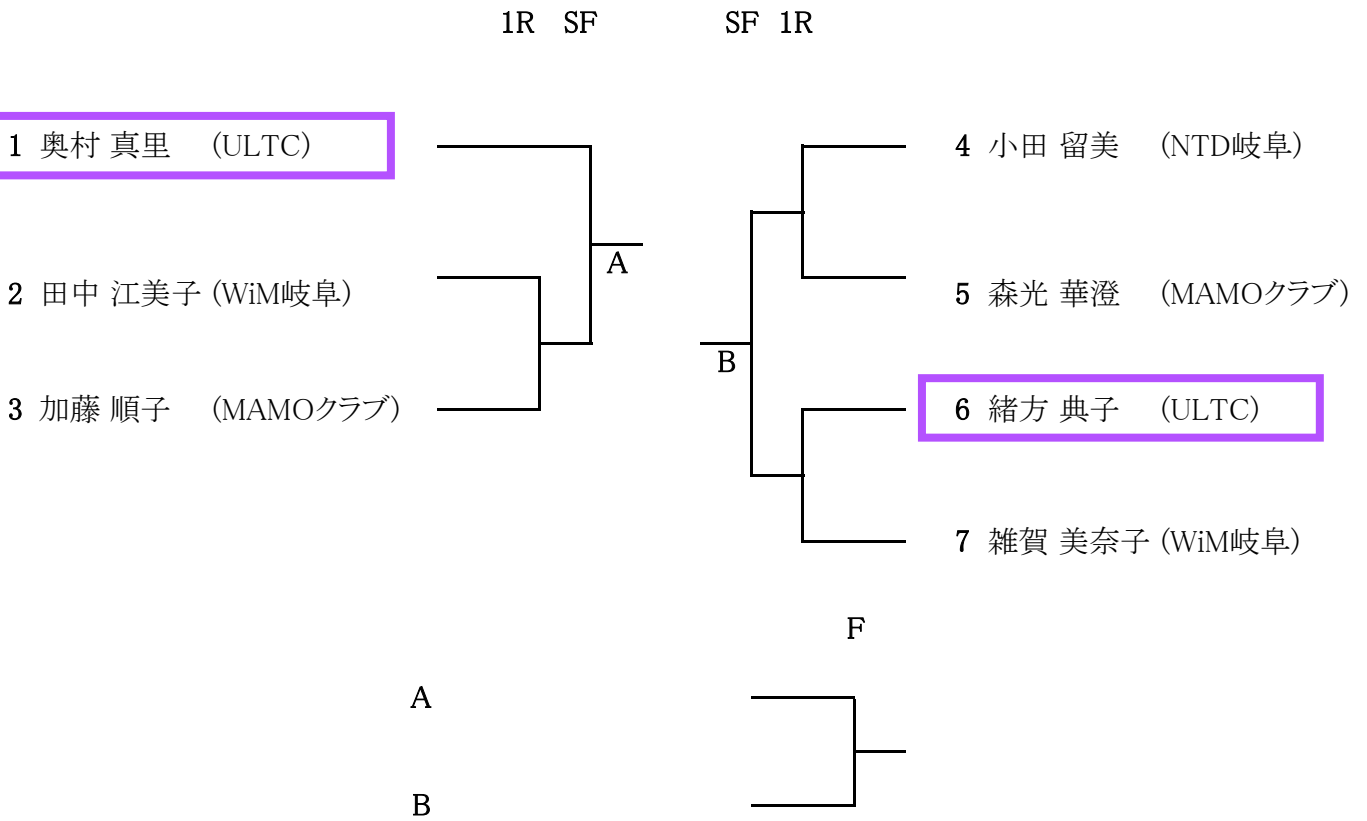 1R SF SF 1R
1 奥村 真里 (ULTC)
4 小田 留美 (NTD岐阜)
A
2 田中 江美子 (WiM岐阜)
5 森光 華澄 (MAMOクラブ)
B
3 加藤 順子 (MAMOクラブ)
6 緒方 典子 (ULTC)
7 雑賀 美奈子 (WiM岐阜)
F
A
B